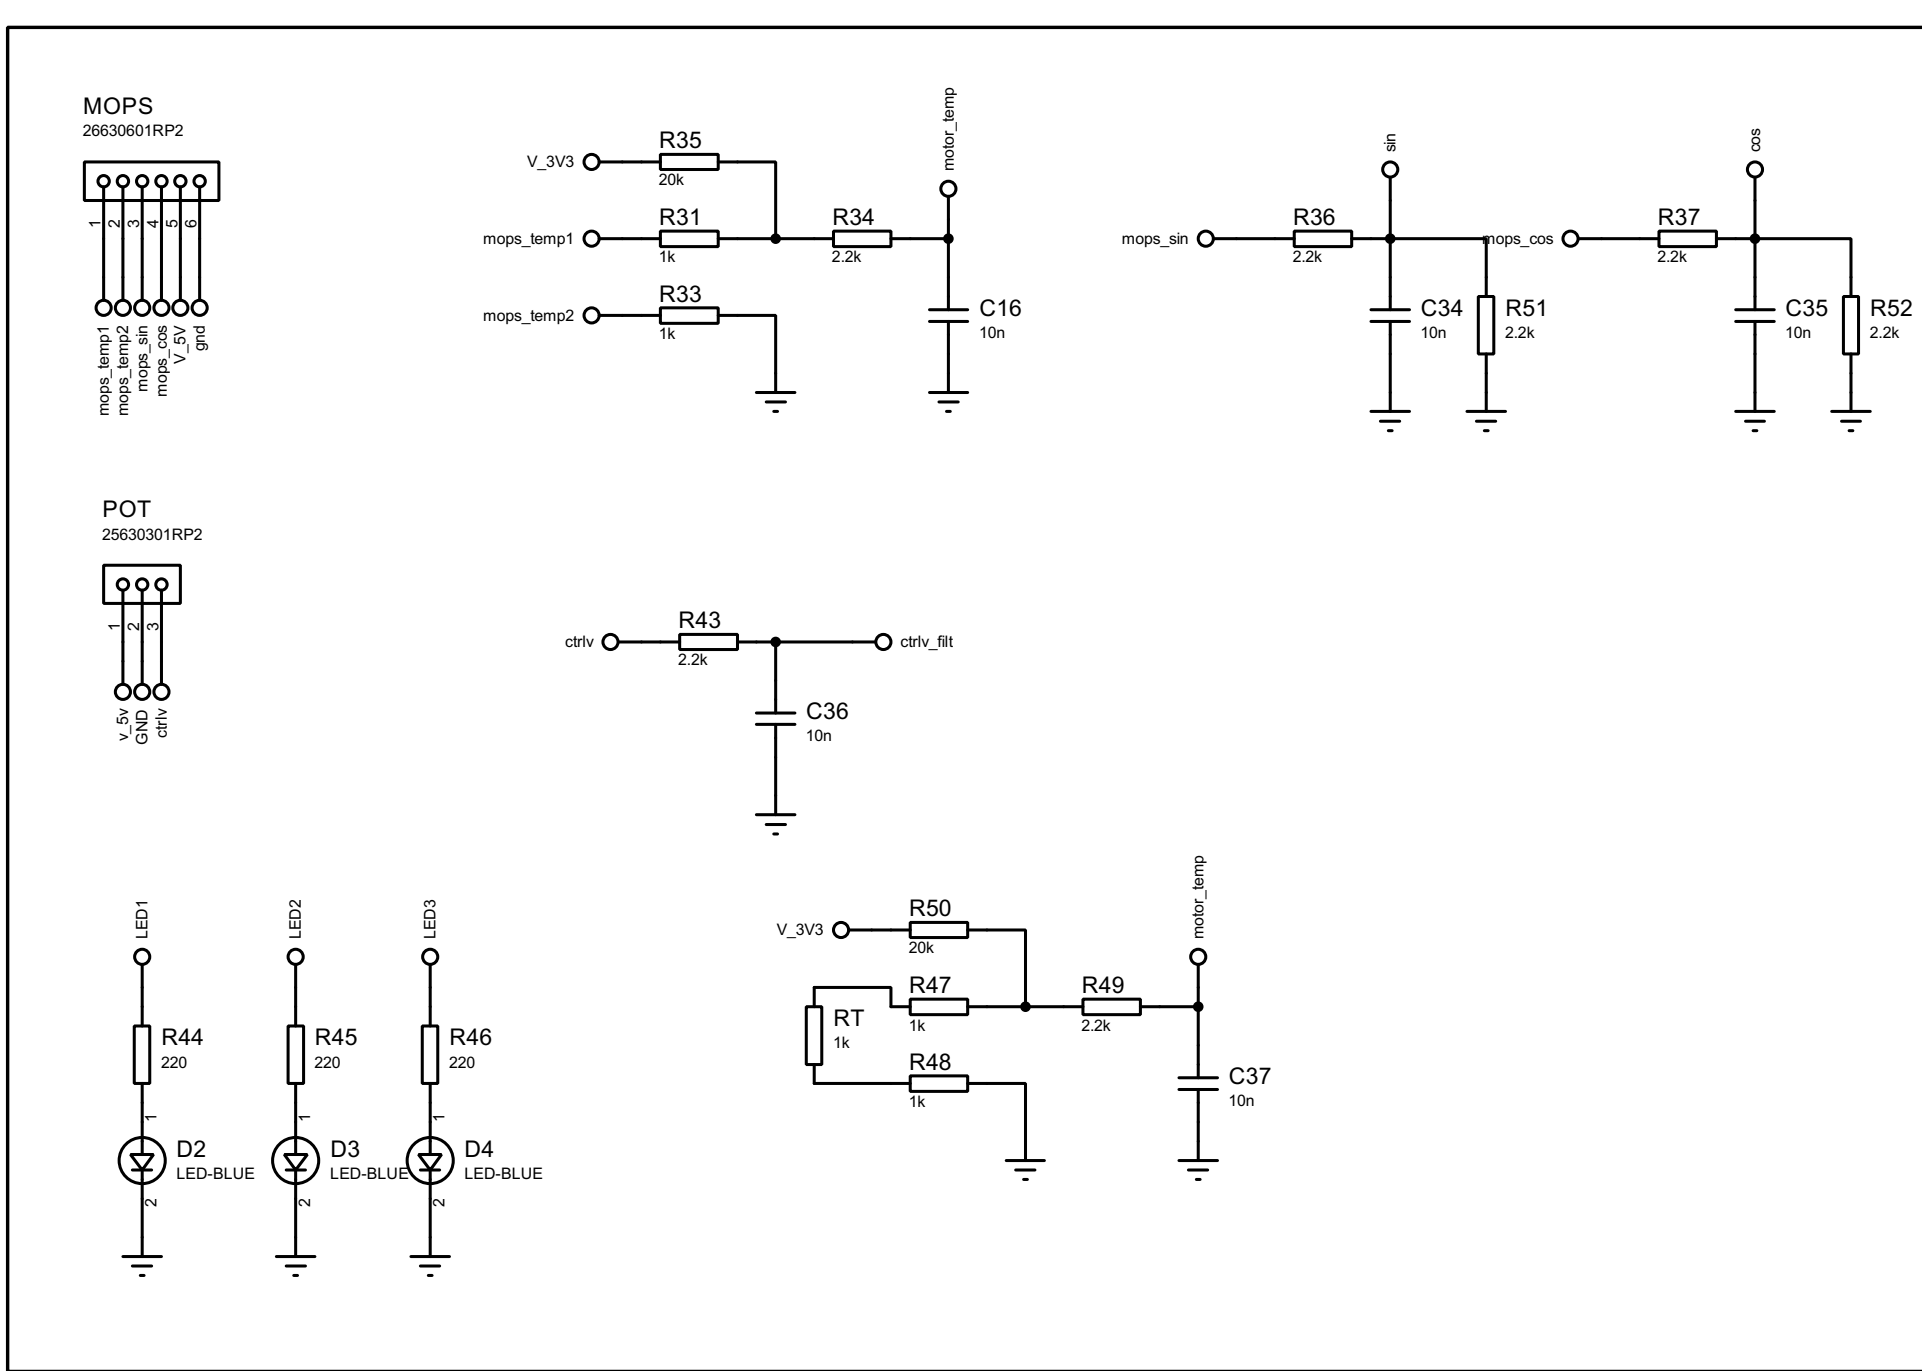 MOPS
26630601RP2
1
2
3
4
5
6
mops_temp1
mops_temp2
mops_sin
mops_cos
V_5V
gnd
V_3V3
R35
20k
mops_temp1
R31
1k
R34
2.2k
mops_temp2
R33
1k
motor_temp
C16
10n
sin
mops_sin
R36
2.2k
C34
10n
R51
2.2k
cos
mops_cos
R37
2.2k
C35
10n
R52
2.2k
POT
25630301RP2
1
2
3
v_5v
GND
ctrlv
ctrlv
R43
2.2k
ctrlv_filt
C36
10n
LED1
R44
220
1
D2
LED-BLUE
2
LED2
R45
220
1
D3
LED-BLUE
2
LED3
R46
220
1
D4
LED-BLUE
2
V_3V3
R50
20k
RT
1k
R47
1k
R48
1k
R49
2.2k
motor_temp
C37
10n